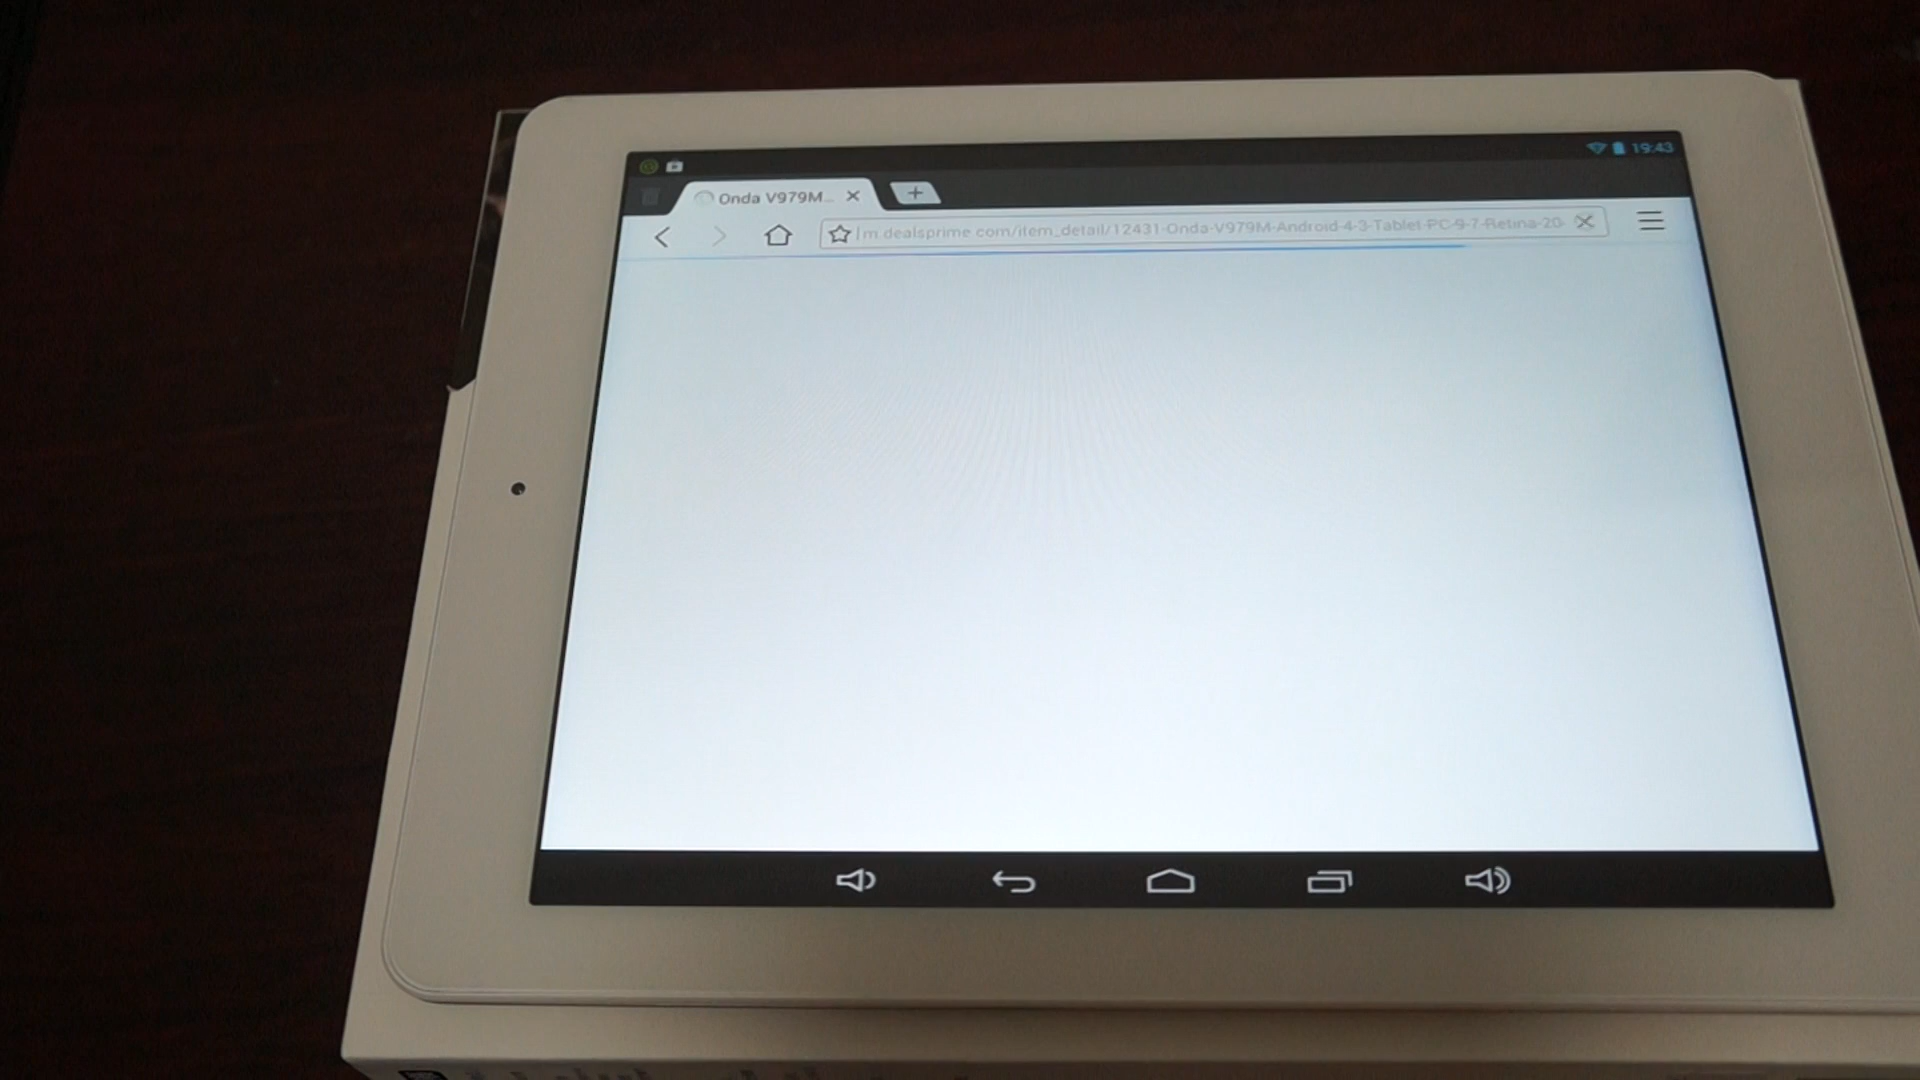 19:43
Onda V979M...
m.dealsprime.com/item_detail/12431-Onda-V979M-Android-4-3-Tablet-PC-9-7-Retina-20